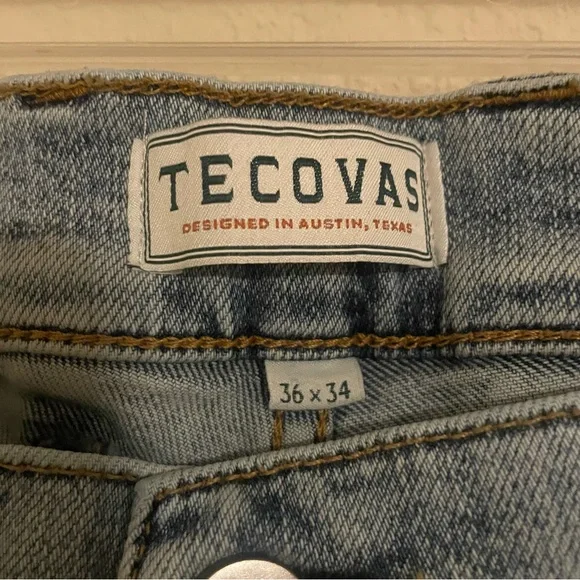 TECOVAS
DESIGNED IN AUSTIN, TEXAS
36 x 34